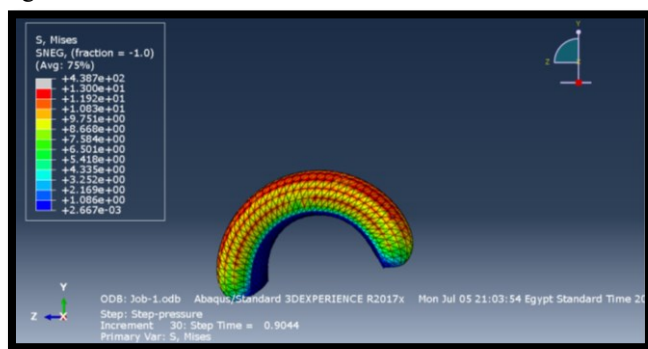 S, Mises
SNEG, (fraction = -1.0)
(Avg: 75%)
+4.387e+02
+1.300e+01
+1.192e+01
+1.083e+01
+9.751e+00
+8.668e+00
+7.584e+00
+6.501e+00
+5.418e+00
+4.335e+00
+3.252e+00
+2.169e+00
+1.086e+00
+2.667e-03
Y
Z
Y
Z
X
ODB: Job-1.odb Abaqus/Standard 3DEXPERIENCE R2017x Mon Jul 05 21:03:54 Egypt Standard Time 20
Step: Step-pressure
Increment 30: Step Time = 0.9044
Primary Var: S, Mises